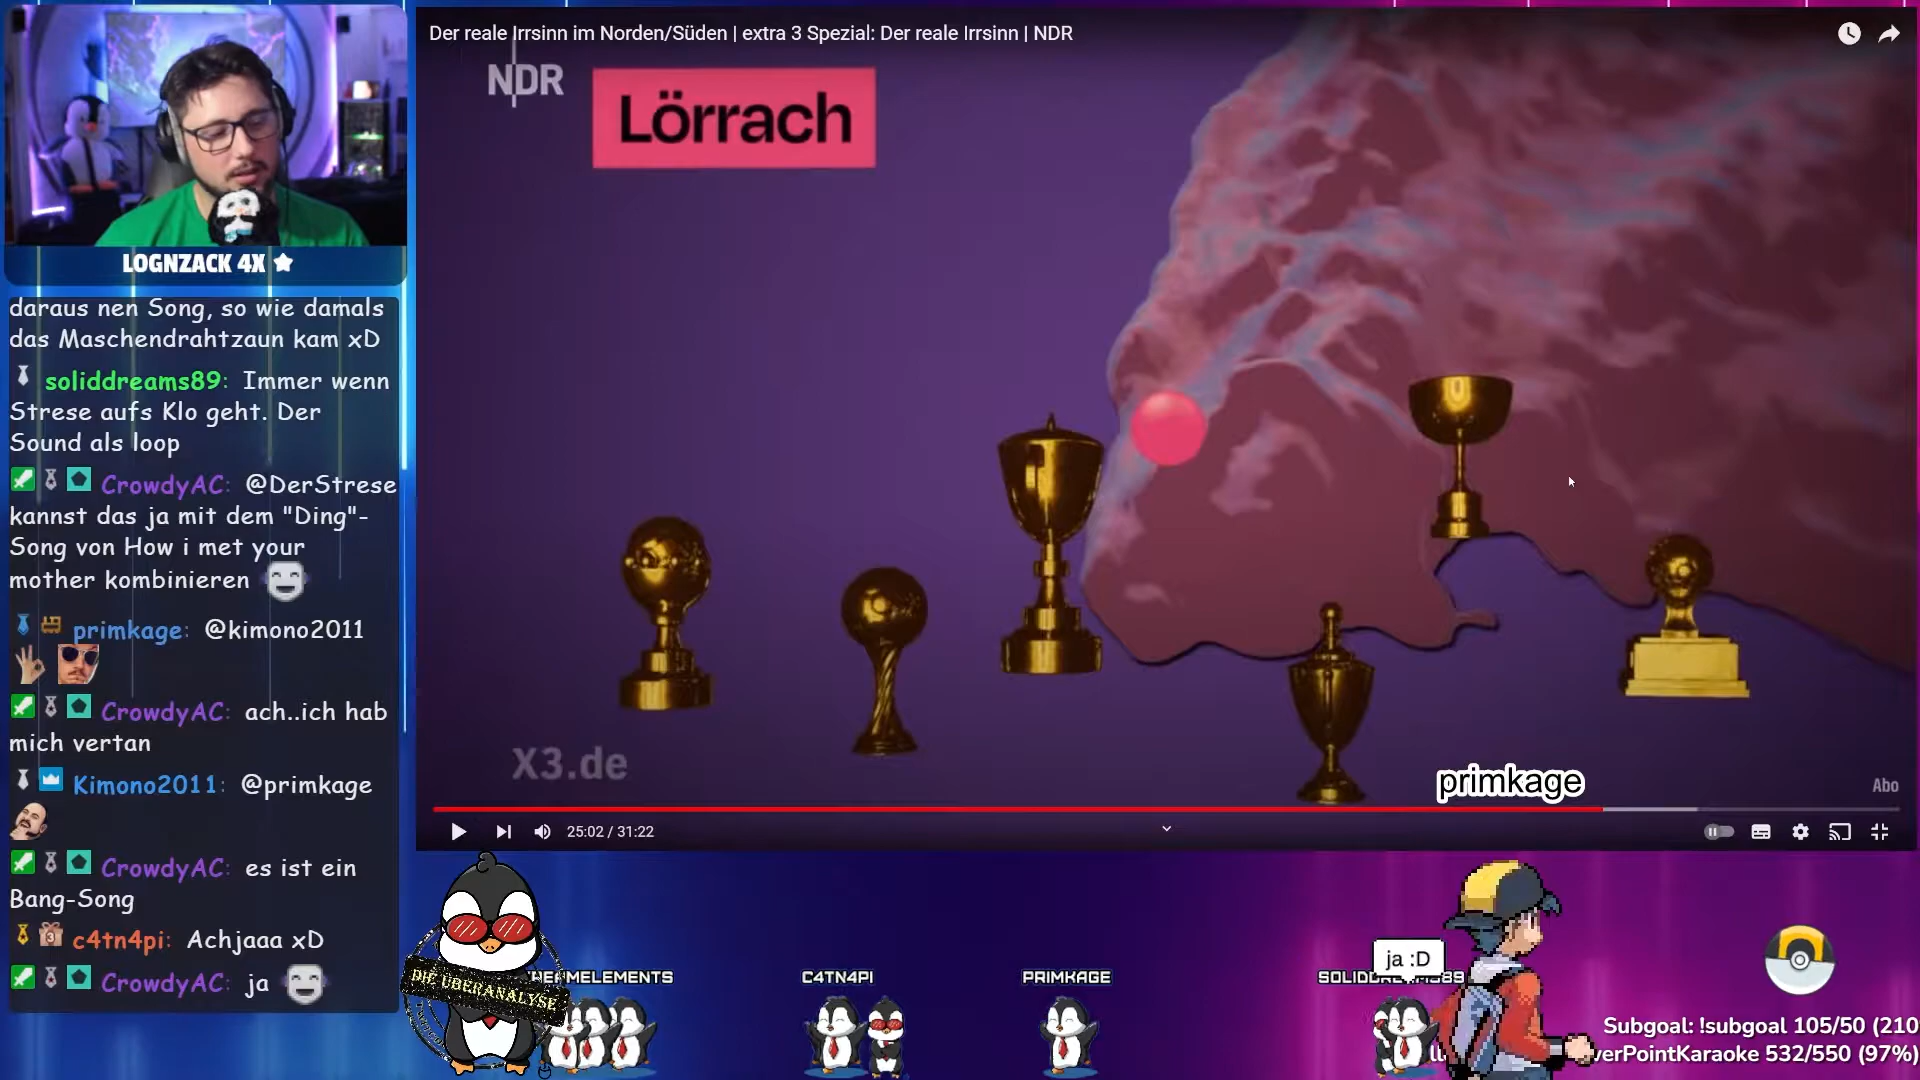 Der reale Irrsinn im Norden/Süden | extra 3 Spezial: Der reale Irrsinn | NDR
NDR
Lörrach
LOGNZACK 4X
daraus nen Song, so wie damals
das Maschendrahtzaun kam xD
soliddreams89: Immer wenn
Strese aufs Klo geht. Der
Sound als loop
CrowdyAC: @DerStrese
kannst das ja mit dem "Ding"-
Song von How i met your
mother kombinieren
primkage: @kimono2011
CrowdyAC: ach..ich hab
mich vertan
Kimono2011: @primkage
CrowdyAC: es ist ein
Bang-Song
c4tn4pi: Achjaaa xD
CrowdyAC: ja
X3.de
primkage
Abo
25:02 / 31:22
DIE ÜBERANALYSE
C4TN4PI
PRIMKAGE
ja :D
Subgoal: !subgoal 105/50 (210
verPointKaraoke 532/550 (97%)